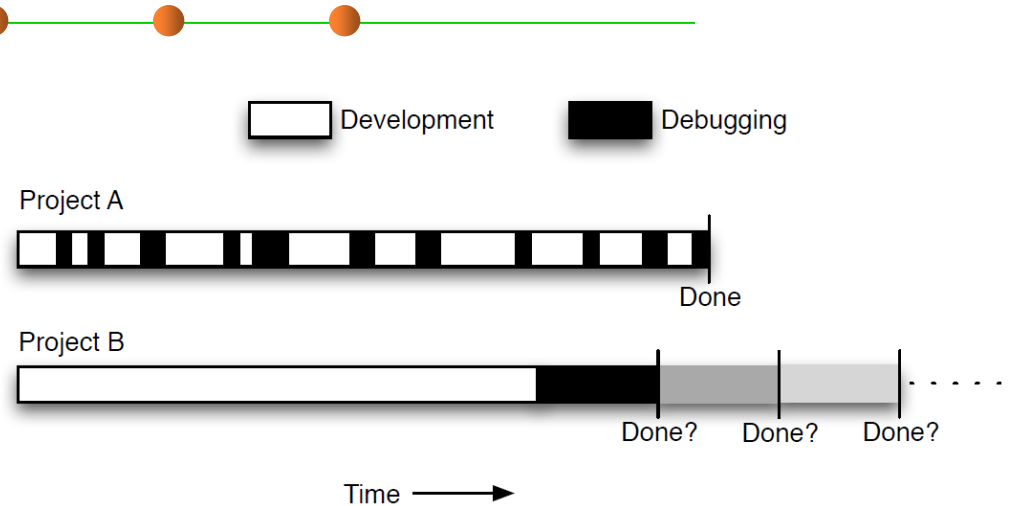 Development
Debugging
Project A
Done
Project B
Done?
Done?
Done?
Time